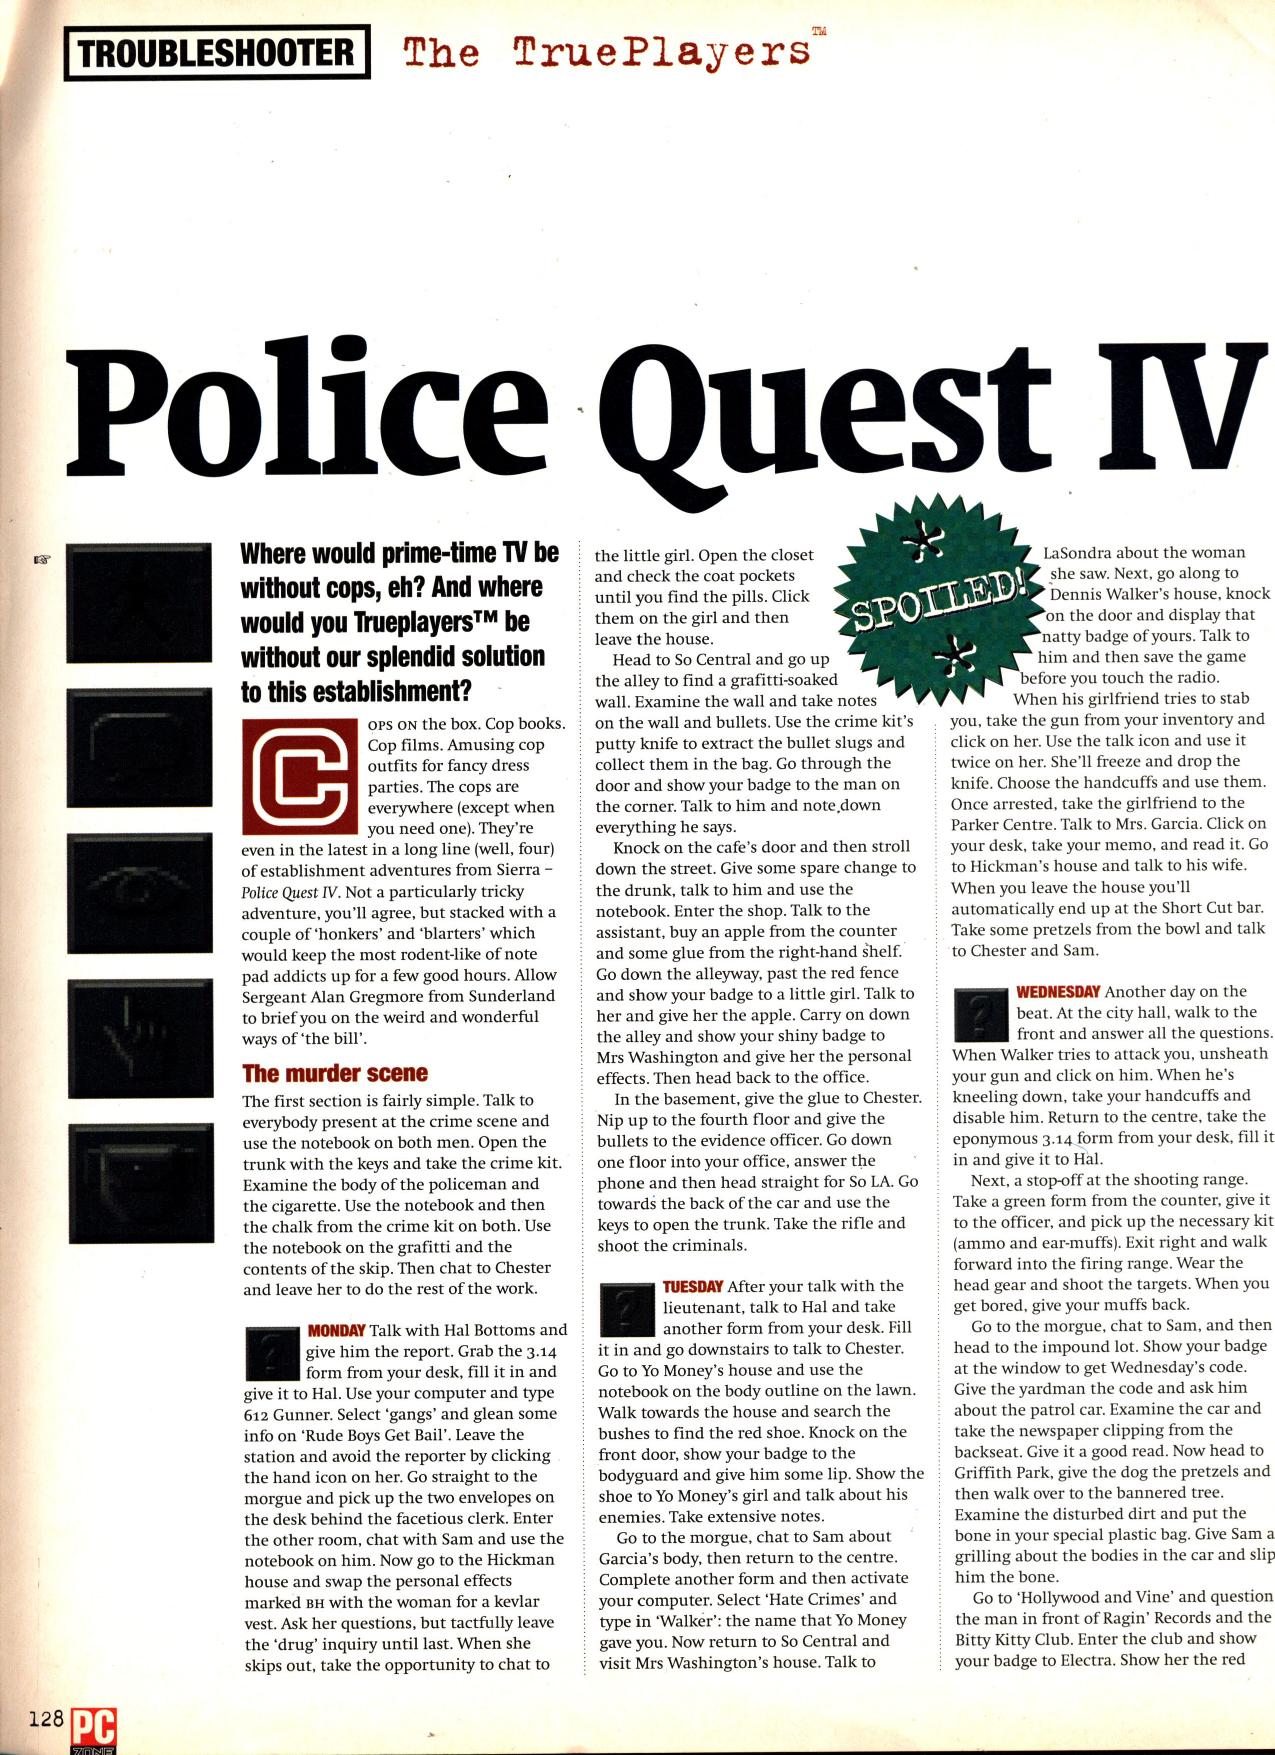 TROUBLESHOOTER
The TruePlayers™
Police Quest IV
SPOILED!
Where would prime-time TV be
without cops, eh? And where
would you Trueplayers™ be
without our splendid solution
to this establishment?
COPS ON the box. Cop books.
Cop films. Amusing cop
outfits for fancy dress
parties. The cops are
everywhere (except when
you need one). They're
even in the latest in a long line (well, four)
of establishment adventures from Sierra –
Police Quest IV. Not a particularly tricky
adventure, you'll agree, but stacked with a
couple of 'honkers' and 'blarters' which
would keep the most rodent-like of note
pad addicts up for a few good hours. Allow
Sergeant Alan Gregmore from Sunderland
to brief you on the weird and wonderful
ways of 'the bill'.
The murder scene
The first section is fairly simple. Talk to
everybody present at the crime scene and
use the notebook on both men. Open the
trunk with the keys and take the crime kit.
Examine the body of the policeman and
the cigarette. Use the notebook and then
the chalk from the crime kit on both. Use
the notebook on the grafitti and the
contents of the skip. Then chat to Chester
and leave her to do the rest of the work.
?
MONDAY Talk with Hal Bottoms and
give him the report. Grab the 3.14
form from your desk, fill it in and
give it to Hal. Use your computer and type
612 Gunner. Select 'gangs' and glean some
info on 'Rude Boys Get Bail'. Leave the
station and avoid the reporter by clicking
the hand icon on her. Go straight to the
morgue and pick up the two envelopes on
the desk behind the facetious clerk. Enter
the other room, chat with Sam and use the
notebook on him. Now go to the Hickman
house and swap the personal effects
marked BH with the woman for a kevlar
vest. Ask her questions, but tactfully leave
the 'drug' inquiry until last. When she
skips out, take the opportunity to chat to
the little girl. Open the closet
and check the coat pockets
until you find the pills. Click
them on the girl and then
leave the house.
Head to So Central and go up
the alley to find a grafitti-soaked
wall. Examine the wall and take notes
on the wall and bullets. Use the crime kit's
putty knife to extract the bullet slugs and
collect them in the bag. Go through the
door and show your badge to the man on
the corner. Talk to him and note down
everything he says.
Knock on the cafe's door and then stroll
down the street. Give some spare change to
the drunk, talk to him and use the
notebook. Enter the shop. Talk to the
assistant, buy an apple from the counter
and some glue from the right-hand shelf.
Go down the alleyway, past the red fence
and show your badge to a little girl. Talk to
her and give her the apple. Carry on down
the alley and show your shiny badge to
Mrs Washington and give her the personal
effects. Then head back to the office.
In the basement, give the glue to Chester.
Nip up to the fourth floor and give the
bullets to the evidence officer. Go down
one floor into your office, answer the
phone and then head straight for So LA. Go
towards the back of the car and use the
keys to open the trunk. Take the rifle and
shoot the criminals.
?
TUESDAY After your talk with the
lieutenant, talk to Hal and take
another form from your desk. Fill
it in and go downstairs to talk to Chester.
Go to Yo Money's house and use the
notebook on the body outline on the lawn.
Walk towards the house and search the
bushes to find the red shoe. Knock on the
front door, show your badge to the
bodyguard and give him some lip. Show the
shoe to Yo Money's girl and talk about his
enemies. Take extensive notes.
Go to the morgue, chat to Sam about
Garcia's body, then return to the centre.
Complete another form and then activate
your computer. Select 'Hate Crimes' and
type in 'Walker': the name that Yo Money
gave you. Now return to So Central and
visit Mrs Washington's house. Talk to
LaSondra about the woman
she saw. Next, go along to
Dennis Walker's house, knock
on the door and display that
natty badge of yours. Talk to
him and then save the game
before you touch the radio.
When his girlfriend tries to stab
you, take the gun from your inventory and
click on her. Use the talk icon and use it
twice on her. She'll freeze and drop the
knife. Choose the handcuffs and use them.
Once arrested, take the girlfriend to the
Parker Centre. Talk to Mrs. Garcia. Click on
your desk, take your memo, and read it. Go
to Hickman's house and talk to his wife.
When you leave the house you'll
automatically end up at the Short Cut bar.
Take some pretzels from the bowl and talk
to Chester and Sam.
?
WEDNESDAY Another day on the
beat. At the city hall, walk to the
front and answer all the questions.
When Walker tries to attack you, unsheath
your gun and click on him. When he's
kneeling down, take your handcuffs and
disable him. Return to the centre, take the
eponymous 3.14 form from your desk, fill it
in and give it to Hal.
Next, a stop-off at the shooting range.
Take a green form from the counter, give it
to the officer, and pick up the necessary kit
(ammo and ear-muffs). Exit right and walk
forward into the firing range. Wear the
head gear and shoot the targets. When you
get bored, give your muffs back.
Go to the morgue, chat to Sam, and then
head to the impound lot. Show your badge
at the window to get Wednesday's code.
Give the yardman the code and ask him
about the patrol car. Examine the car and
take the newspaper clipping from the
backseat. Give it a good read. Now head to
Griffith Park, give the dog the pretzels and
then walk over to the bannered tree.
Examine the disturbed dirt and put the
bone in your special plastic bag. Give Sam a
grilling about the bodies in the car and slip
him the bone.
Go to 'Hollywood and Vine' and question
the man in front of Ragin' Records and the
Bitty Kitty Club. Enter the club and show
your badge to Electra. Show her the red
128 PC
ZONE